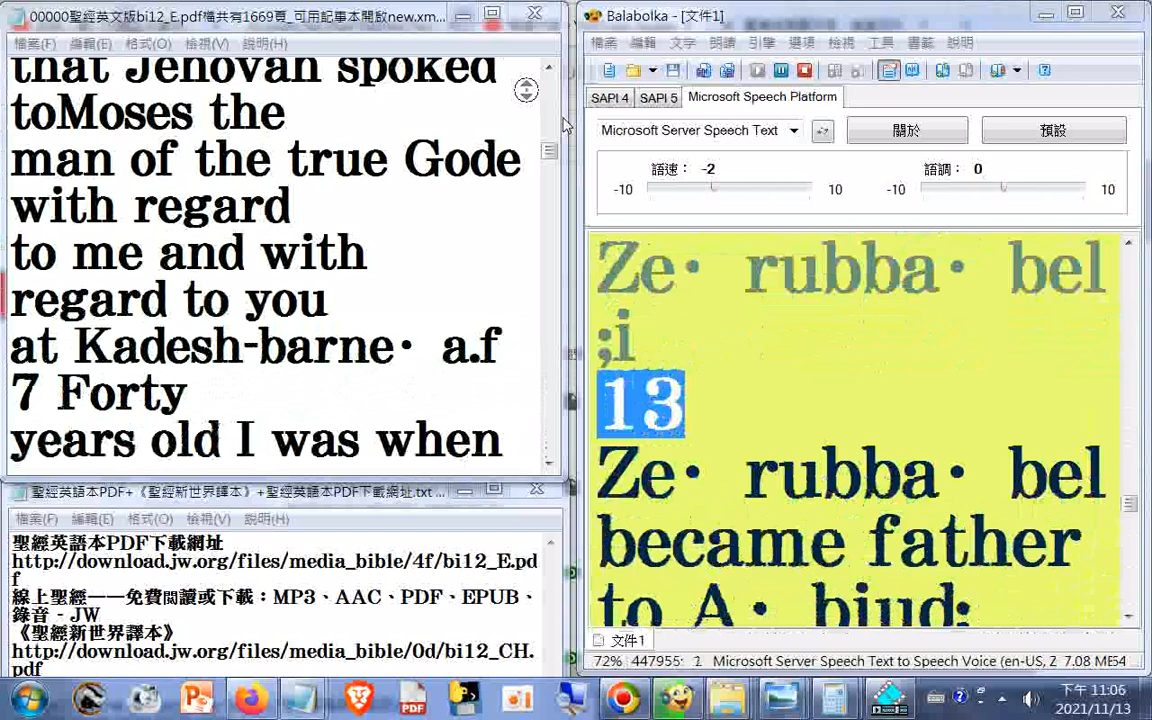 00000聖經英文版bi12_E.pdf檔共有1669頁_可用記事本開啟new.xm...
檔案(F) 編輯(E) 格式(O) 檢視(V) 說明(H)
that Jehovah spoked
toMoses the
man of the true Gode
with regard
to me and with
regard to you
at Kadesh-barne· a.f
7 Forty
years old I was when
聖經英語本PDF+《聖經新世界譯本》+聖經英語本PDF下載網址.txt ...
檔案(F) 編輯(E) 格式(O) 檢視(V) 說明(H)
聖經英語本PDF下載網址
http://download.jw.org/files/media_bible/4f/bi12_E.pd
f
線上聖經——免費閱讀或下載：MP3、AAC、PDF、EPUB、
錄音 - JW
《聖經新世界譯本》
http://download.jw.org/files/media_bible/0d/bi12_CH.
pdf
Balabolka - [文件1]
檔案 編輯 文字 朗讀 引擎 選項 檢視 工具 書籤 說明
SAPI 4 SAPI 5 Microsoft Speech Platform
Microsoft Server Speech Text 關於 預設
語速： -2 語調： 0
-10 10 -10 10
Ze· rubba· bel
;i
13
Ze· rubba· bel
became father
to A· biud;
文件1
72% 447955: 2 Microsoft Server Speech Text to Speech Voice (en-US, Z 7.08 ME54
下午 11:06
2021/11/13